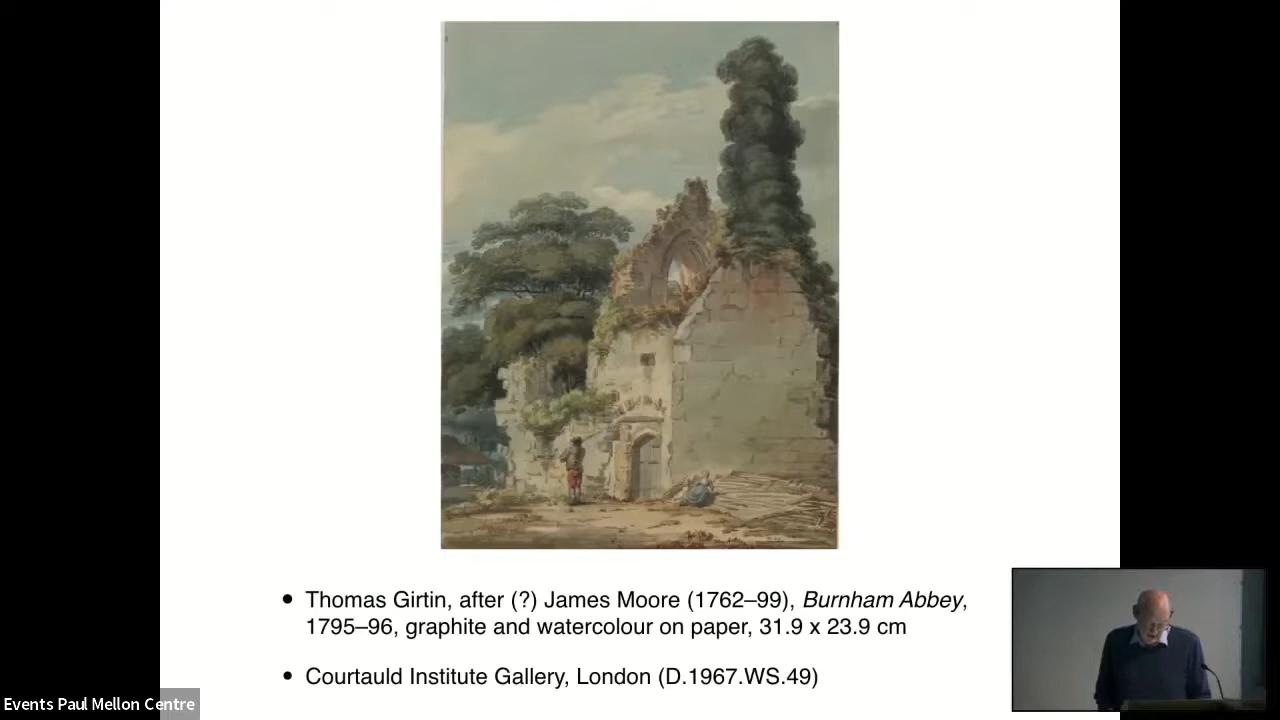 • Thomas Girtin, after (?) James Moore (1762–99), Burnham Abbey,
1795–96, graphite and watercolour on paper, 31.9 x 23.9 cm
• Courtauld Institute Gallery, London (D.1967.WS.49)
Events Paul Mellon Centre